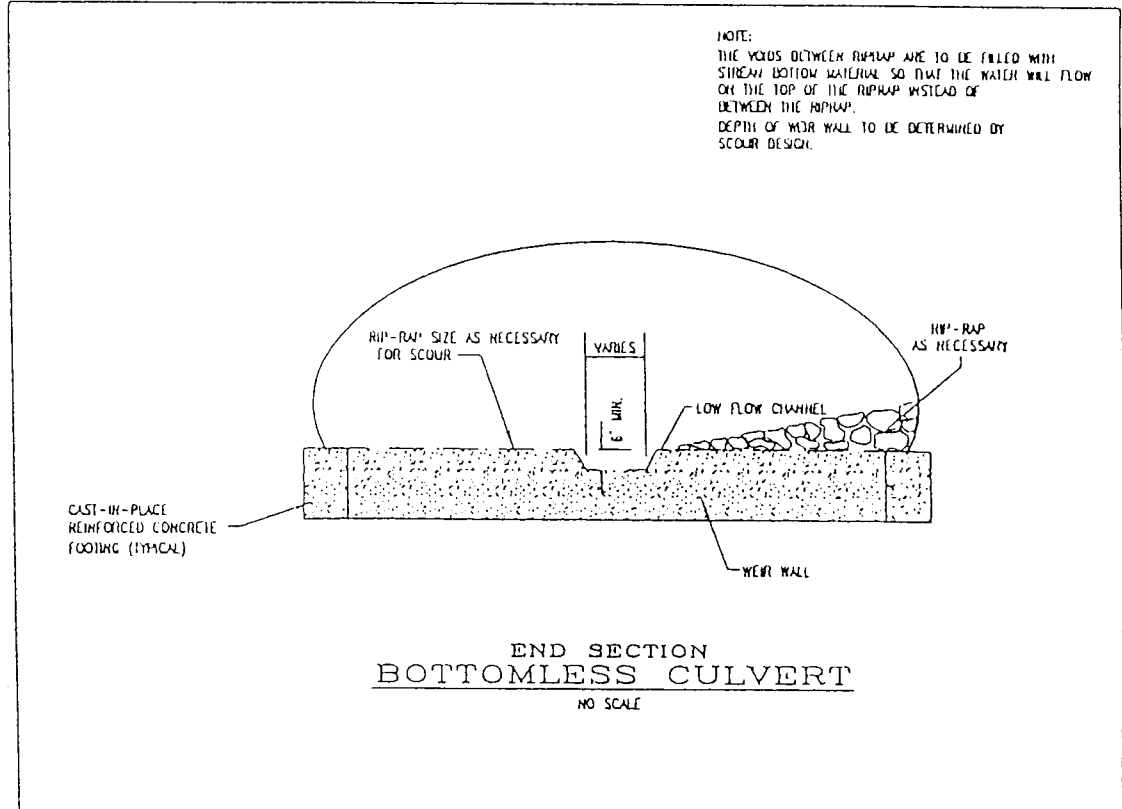 NOTE:
THE VOIDS BETWEEN RIPRAP ARE TO BE FILLED WITH
STREAM BOTTOM MATERIAL SO THAT THE WATER WILL FLOW
ON THE TOP OF THE RIPRAP INSTEAD OF
BETWEEN THE RIPRAP.
DEPTH OF WEIR WALL TO BE DETERMINED BY
SCOUR DESIGN.
RIP-RAP SIZE AS NECESSARY
FOR SCOUR
VARIES
RIP-RAP
AS NECESSARY
6" MIN.
LOW FLOW CHANNEL
CAST-IN-PLACE
REINFORCED CONCRETE
FOOTING (TYPICAL)
WEIR WALL
END SECTION
BOTTOMLESS CULVERT
NO SCALE